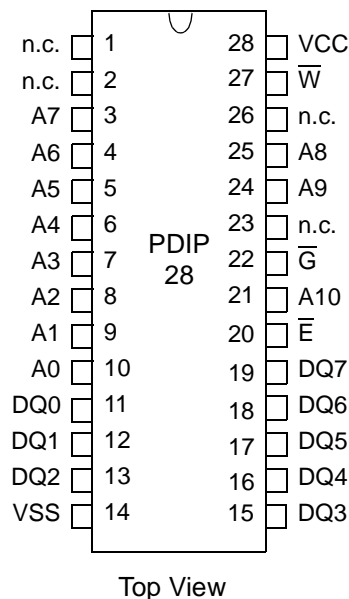 n.c. 1 28 VCC
n.c. 2 27 W̅
A7 3 26 n.c.
A6 4 25 A8
A5 5 24 A9
A4 6 23 n.c.
A3 7 PDIP 22 G̅
A2 8 28 21 A10
A1 9 20 E̅
A0 10 19 DQ7
DQ0 11 18 DQ6
DQ1 12 17 DQ5
DQ2 13 16 DQ4
VSS 14 15 DQ3
Top View